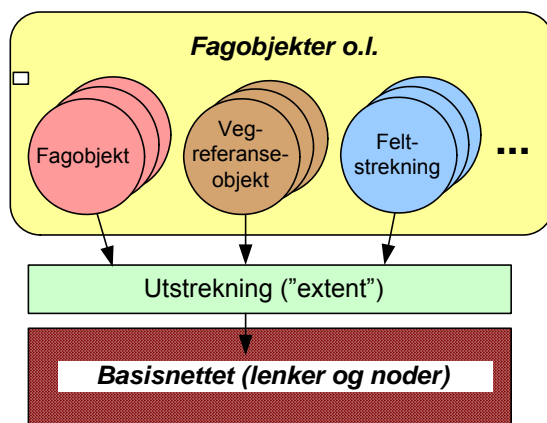 Fagobjekter o.l.
Fagobjekt
Veg-
referanse-
objekt
Felt-
strekning
...
Utstrekning (”extent”)
Basisnettet (lenker og noder)